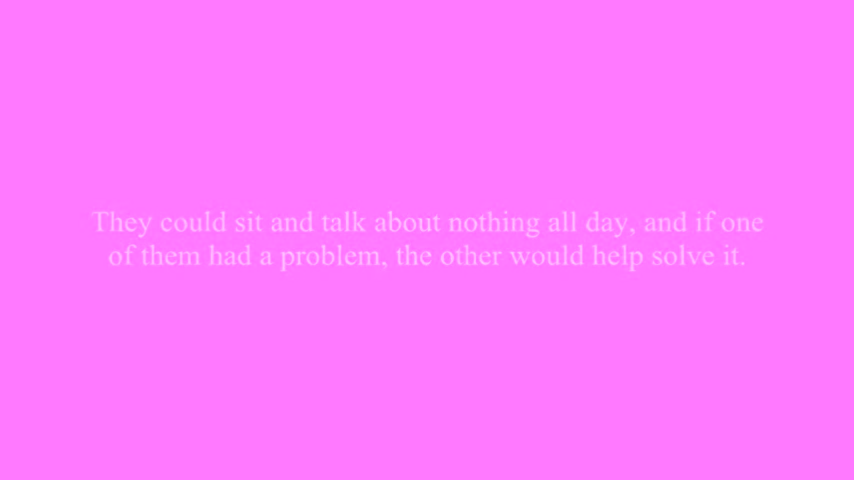 They could sit and talk about nothing all day, and if one
of them had a problem, the other would help solve it.